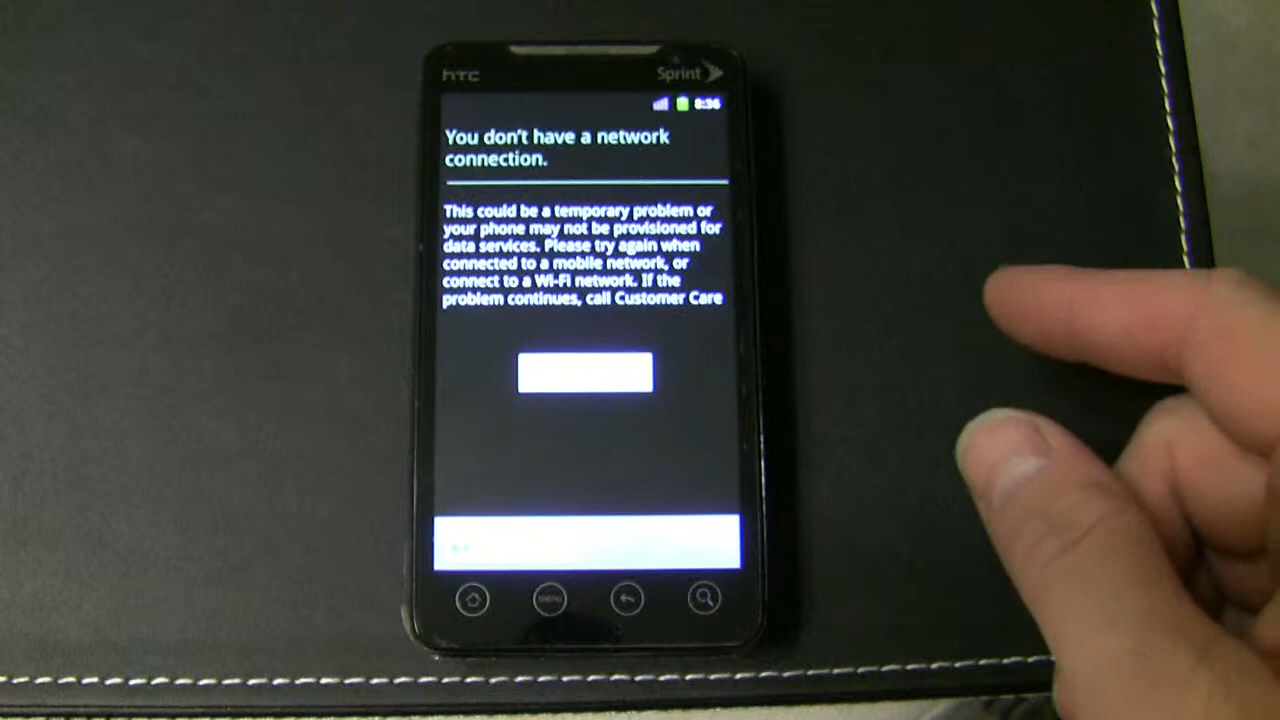 hTC
Sprint
8:36
You don't have a network
connection.
This could be a temporary problem or
your phone may not be provisioned for
data services. Please try again when
connected to a mobile network, or
connect to a Wi-Fi network. If the
problem continues, call Customer Care
menu